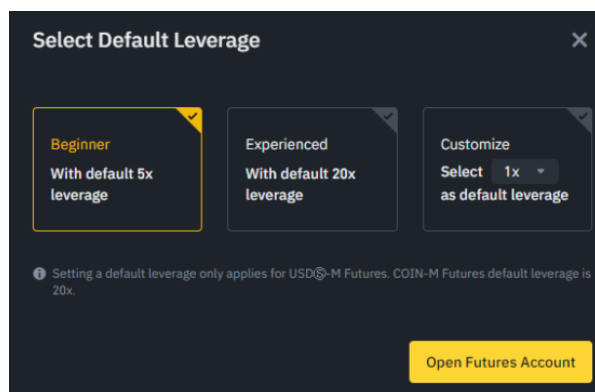 Select Default Leverage
Beginner
With default 5x
leverage
Experienced
With default 20x
leverage
Customize
Select 1x
as default leverage
Setting a default leverage only applies for USDⓈ-M Futures. COIN-M Futures default leverage is
20x.
Open Futures Account